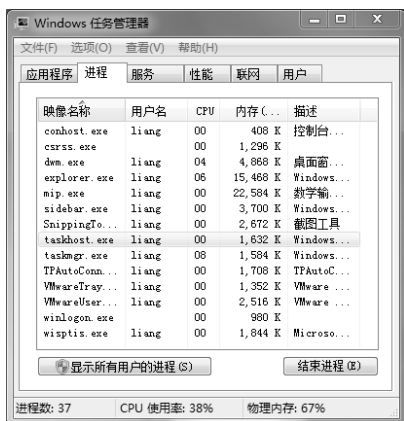 Windows 任务管理器
文件(F) 选项(O) 查看(V) 帮助(H)
应用程序 进程 服务 性能 联网 用户
映像名称 用户名 CPU 内存(... 描述
conhost.exe liang 00 408 K 控制台...
csrss.exe 00 1,296 K
dwm.exe liang 04 4,868 K 桌面窗...
explorer.exe liang 06 15,468 K Windows...
mip.exe liang 00 22,584 K 数学输...
sidebar.exe liang 00 3,700 K Windows...
SnippingTo... liang 00 2,672 K 截图工具
taskhost.exe liang 00 1,632 K Windows...
taskmgr.exe liang 08 1,584 K Windows...
TPAutoConn... liang 00 1,708 K TPAutoC...
VMwareTray... liang 00 1,352 K VMware ...
VMwareUser... liang 00 2,516 K VMware ...
winlogon.exe 00 980 K
wisptis.exe liang 00 1,844 K Microso...
显示所有用户的进程(S) 结束进程(E)
进程数: 37 CPU 使用率: 38% 物理内存: 67%